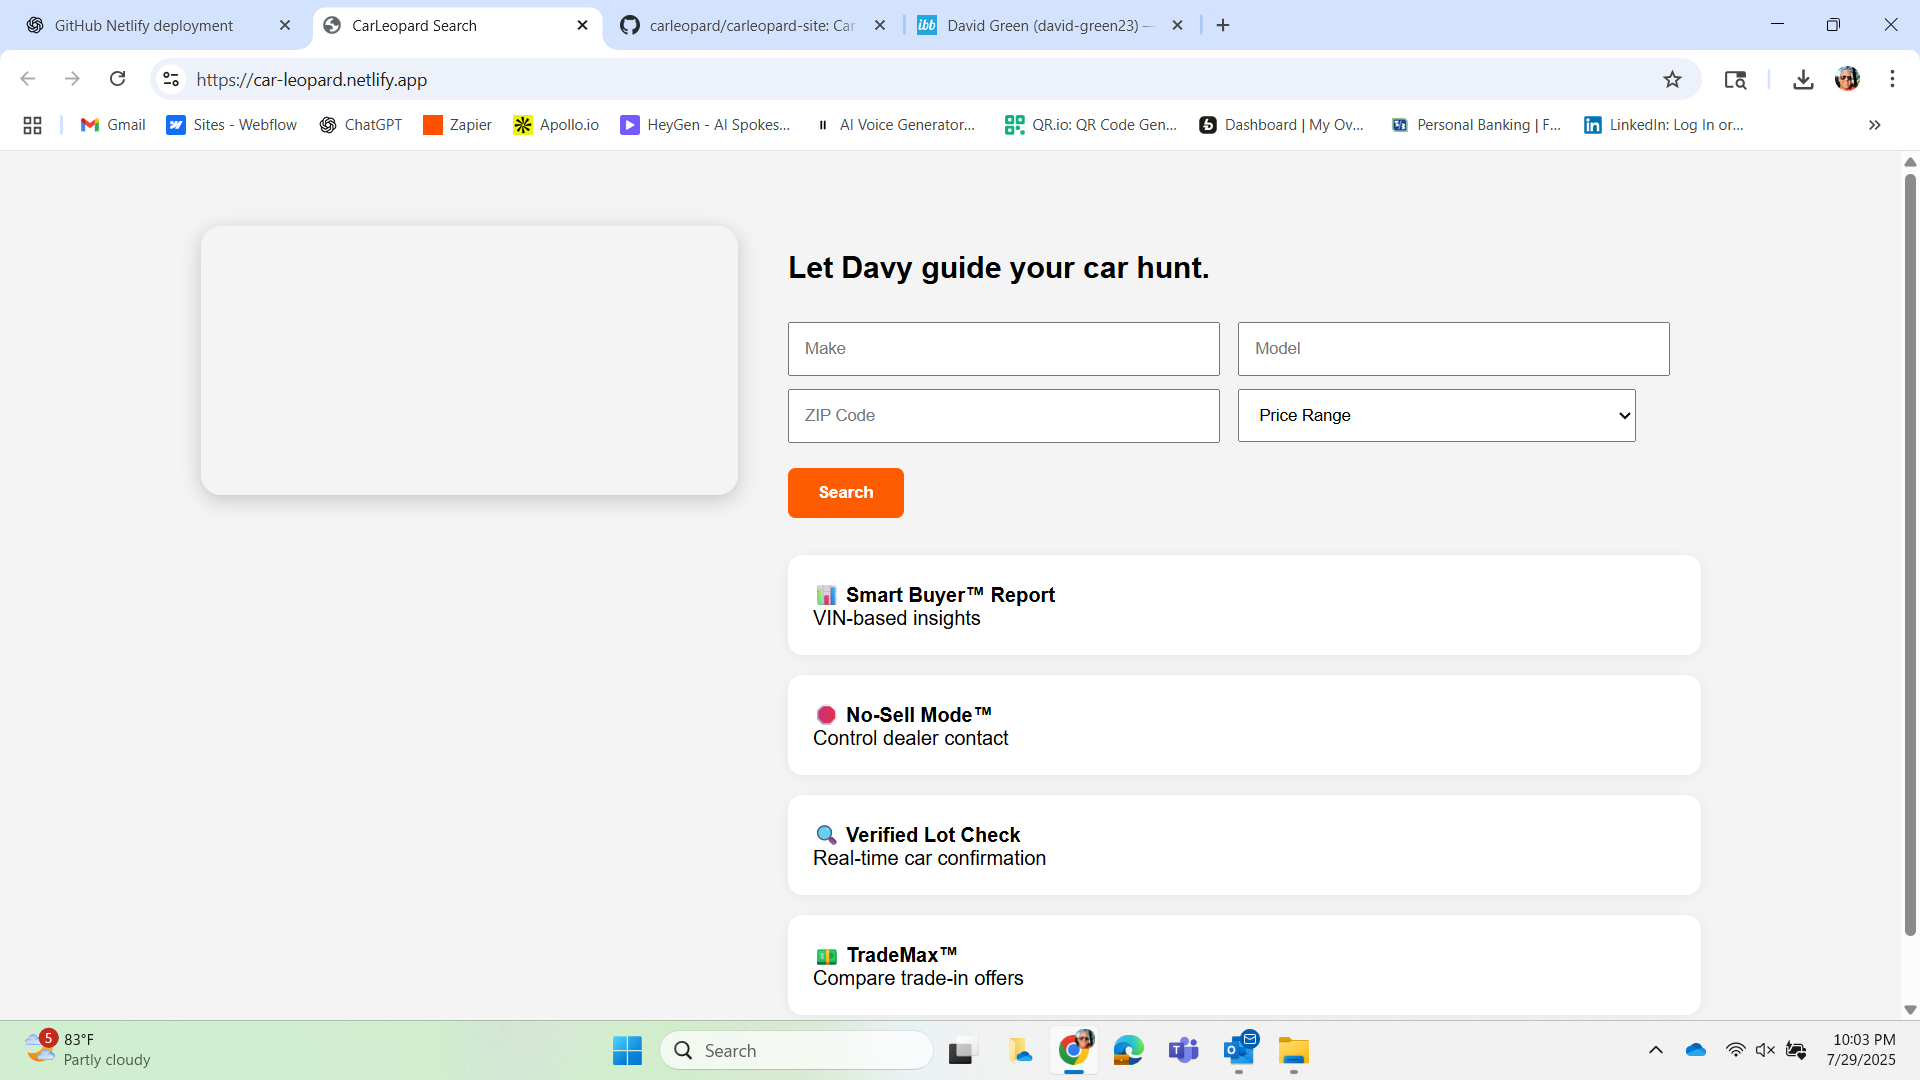 GitHub Netlify deployment
CarLeopard Search
carleopard/carleopard-site: Car
ibb David Green (david-green23) —
https://car-leopard.netlify.app
Gmail
Sites - Webflow
ChatGPT
Zapier
Apollo.io
HeyGen - AI Spokes...
AI Voice Generator...
QR.io: QR Code Gen...
Dashboard | My Ov...
Personal Banking | F...
LinkedIn: Log In or...
Let Davy guide your car hunt.
Make
Model
ZIP Code
Price Range
Search
Smart Buyer™ Report
VIN-based insights
No-Sell Mode™
Control dealer contact
Verified Lot Check
Real-time car confirmation
TradeMax™
Compare trade-in offers
5
83°F
Partly cloudy
Search
10:03 PM
7/29/2025